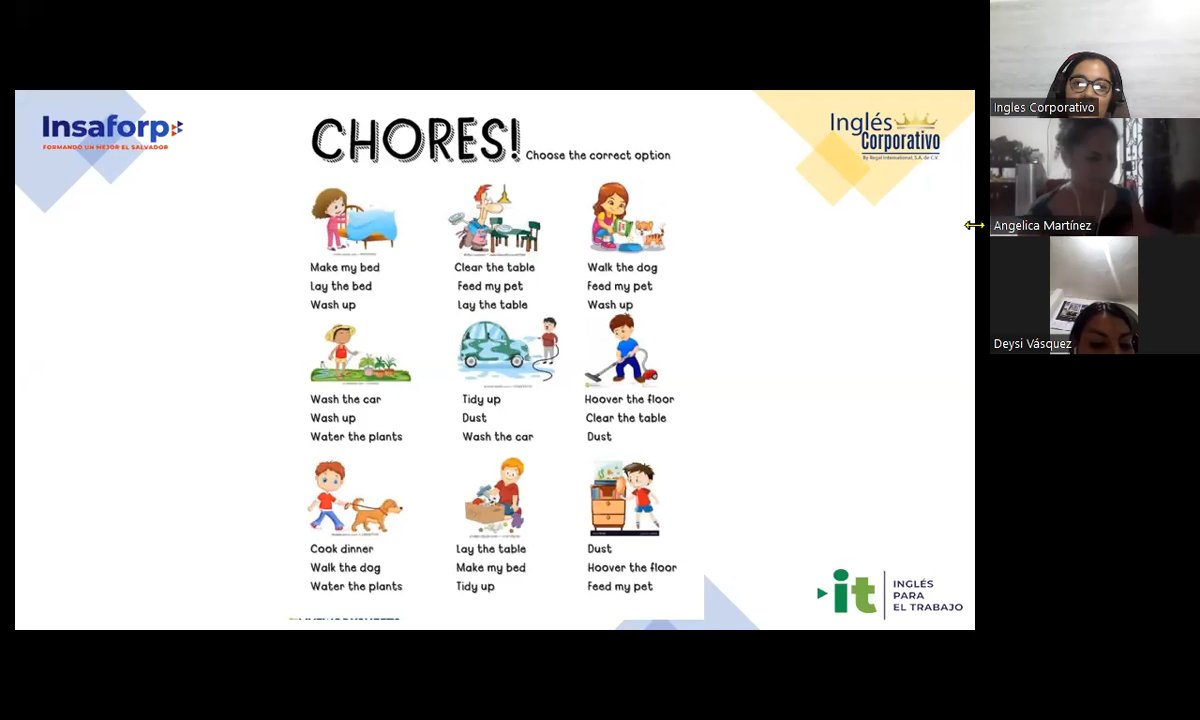 Insaforp
FORMANDO UN MEJOR EL SALVADOR
CHORES!
Choose the correct option
Inglés
Corporativo
By Regal International, S.A. de C.V.
Make my bed
Lay the bed
Wash up
Clear the table
Feed my pet
Lay the table
Walk the dog
Feed my pet
Wash up
Wash the car
Wash up
Water the plants
Tidy up
Dust
Wash the car
Hoover the floor
Clear the table
Dust
Cook dinner
Walk the dog
Water the plants
Lay the table
Make my bed
Tidy up
Dust
Hoover the floor
Feed my pet
it
INGLÉS
PARA
EL TRABAJO
Ingles Corporativo
Angelica Martínez
Deysi Vásquez